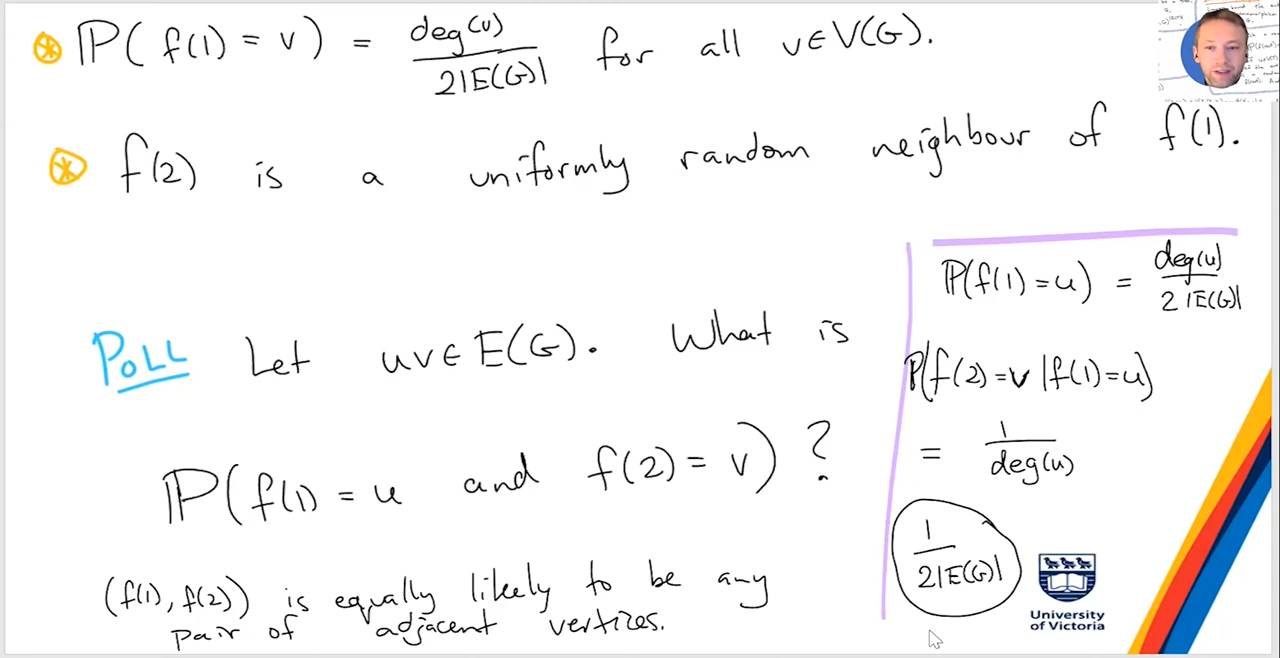 ⊛ ℙ( f(1) = v ) = deg(v) / 2|E(G)| for all v∈V(G).
⊛ f(2) is a uniformly random neighbour of f(1).
POLL Let uv∈E(G). What is
ℙ( f(1) = u and f(2) = v ) ?
(f(1), f(2)) is equally likely to be any
pair of adjacent vertizes.
ℙ(f(1) = u) = deg(u) / 2|E(G)|
ℙ(f(2) = v | f(1) = u)
= 1 / deg(u)
1 / 2|E(G)|
University
of Victoria